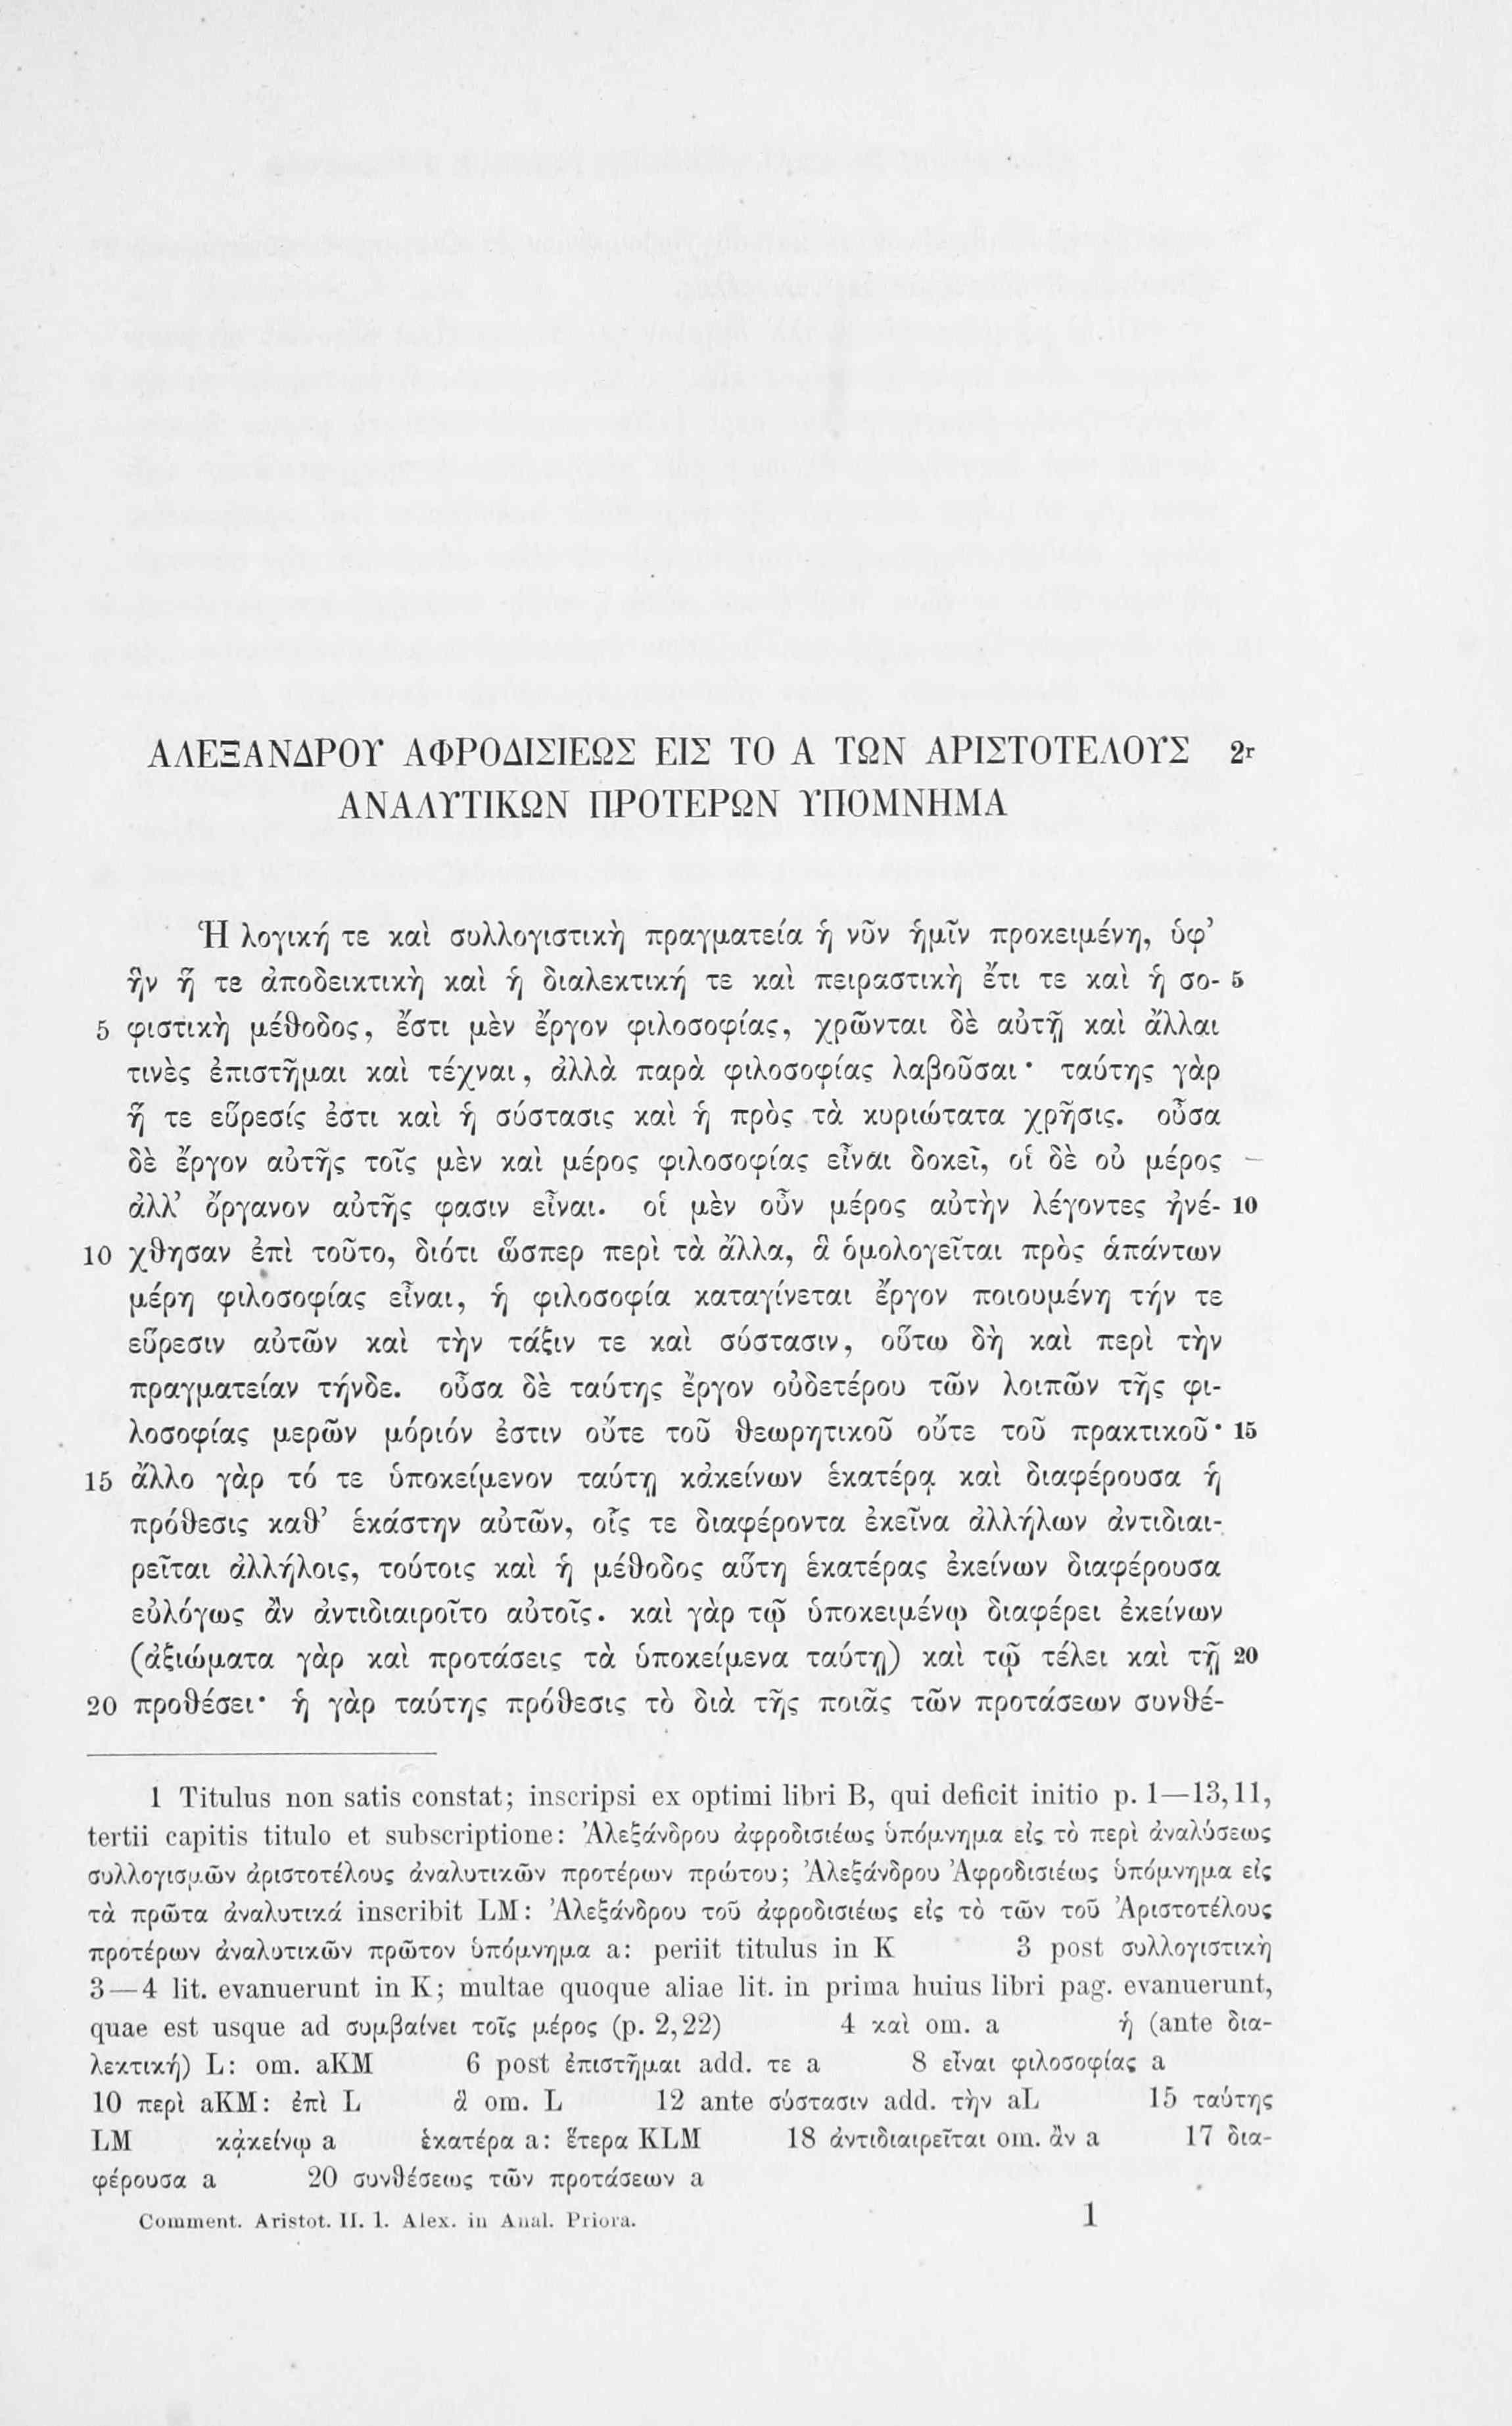 ΑΛΕΞΑΝΔΡΟΥ ΑΦΡΟΔΙΣΙΕΩΣ ΕΙΣ ΤΟ Α ΤΩΝ ΑΡΙΣΤΟΤΕΛΟΥΣ 2r
ΑΝΑΛΥΤΙΚΩΝ ΠΡΟΤΕΡΩΝ ΥΠΟΜΝΗΜΑ
Ἡ λογική τε καὶ συλλογιστικὴ πραγματεία ἡ νῦν ἡμῖν προκειμένη, ὑφ’
ἣν ἥ τε ἀποδεικτικὴ καὶ ἡ διαλεκτική τε καὶ πειραστικὴ ἔτι τε καὶ ἡ σο- 5
5 φιστικὴ μέθοδος, ἔστι μὲν ἔργον φιλοσοφίας, χρῶνται δὲ αὐτῇ καὶ ἄλλαι
τινὲς ἐπιστῆμαι καὶ τέχναι, ἀλλὰ παρὰ φιλοσοφίας λαβοῦσαι· ταύτης γὰρ
ἥ τε εὕρεσίς ἐστι καὶ ἡ σύστασις καὶ ἡ πρὸς τὰ κυριώτατα χρῆσις. οὖσα
δὲ ἔργον αὐτῆς τοῖς μὲν καὶ μέρος φιλοσοφίας εἶναι δοκεῖ, οἱ δὲ οὐ μέρος
ἀλλ’ ὄργανον αὐτῆς φασιν εἶναι. οἱ μὲν οὖν μέρος αὐτὴν λέγοντες ἠνέ- 10
10 χθησαν ἐπὶ τοῦτο, διότι ὥσπερ περὶ τὰ ἄλλα, ἃ ὁμολογεῖται πρὸς ἁπάντων
μέρη φιλοσοφίας εἶναι, ἡ φιλοσοφία καταγίνεται ἔργον ποιουμένη τήν τε
εὕρεσιν αὐτῶν καὶ τὴν τάξιν τε καὶ σύστασιν, οὕτω δὴ καὶ περὶ τὴν
πραγματείαν τήνδε. οὖσα δὲ ταύτης ἔργον οὐδετέρου τῶν λοιπῶν τῆς φι-
λοσοφίας μερῶν μόριόν ἐστιν οὔτε τοῦ θεωρητικοῦ οὔτε τοῦ πρακτικοῦ· 15
15 ἄλλο γὰρ τό τε ὑποκείμενον ταύτῃ κἀκείνων ἑκατέρᾳ καὶ διαφέρουσα ἡ
πρόθεσις καθ’ ἑκάστην αὐτῶν, οἷς τε διαφέροντα ἐκεῖνα ἀλλήλων ἀντιδιαι-
ρεῖται ἀλλήλοις, τούτοις καὶ ἡ μέθοδος αὕτη ἑκατέρας ἐκείνων διαφέρουσα
εὐλόγως ἂν ἀντιδιαιροῖτο αὐτοῖς. καὶ γὰρ τῷ ὑποκειμένῳ διαφέρει ἐκείνων
(ἀξιώματα γὰρ καὶ προτάσεις τὰ ὑποκείμενα ταύτῃ) καὶ τῷ τέλει καὶ τῇ 20
20 προθέσει· ἡ γὰρ ταύτης πρόθεσις τὸ διὰ τῆς ποιᾶς τῶν προτάσεων συνθέ-
1 Titulus non satis constat; inscripsi ex optimi libri B, qui deficit initio p. 1—13,11,
tertii capitis titulo et subscriptione: Ἀλεξάνδρου ἀφροδισιέως ὑπόμνημα εἰς τὸ περὶ ἀναλύσεως
συλλογισμῶν ἀριστοτέλους ἀναλυτικῶν προτέρων πρώτου; Ἀλεξάνδρου Ἀφροδισιέως ὑπόμνημα εἰς
τὰ πρῶτα ἀναλυτικά inscribit LM: Ἀλεξάνδρου τοῦ ἀφροδισιέως εἰς τὸ τῶν τοῦ Ἀριστοτέλους
προτέρων ἀναλυτικῶν πρῶτον ὑπόμνημα a: periit titulus in K 3 post συλλογιστικὴ
3—4 lit. evanuerunt in K; multae quoque aliae lit. in prima huius libri pag. evanuerunt,
quae est usque ad συμβαίνει τοῖς μέρος (p. 2,22) 4 καὶ om. a ἡ (ante δια-
λεκτική) L: om. aKM 6 post ἐπιστῆμαι add. τε a 8 εἶναι φιλοσοφίας a
10 περὶ aKM: ἐπὶ L ἃ om. L 12 ante σύστασιν add. τὴν aL 15 ταύτης
LM κἀκείνῳ a ἑκατέρα a: ἕτερα KLM 18 ἀντιδιαιρεῖται om. ἂν a 17 δια-
φέρουσα a 20 συνθέσεως τῶν προτάσεων a
Comment. Aristot. II. 1. Alex. in Anal. Priora. 1